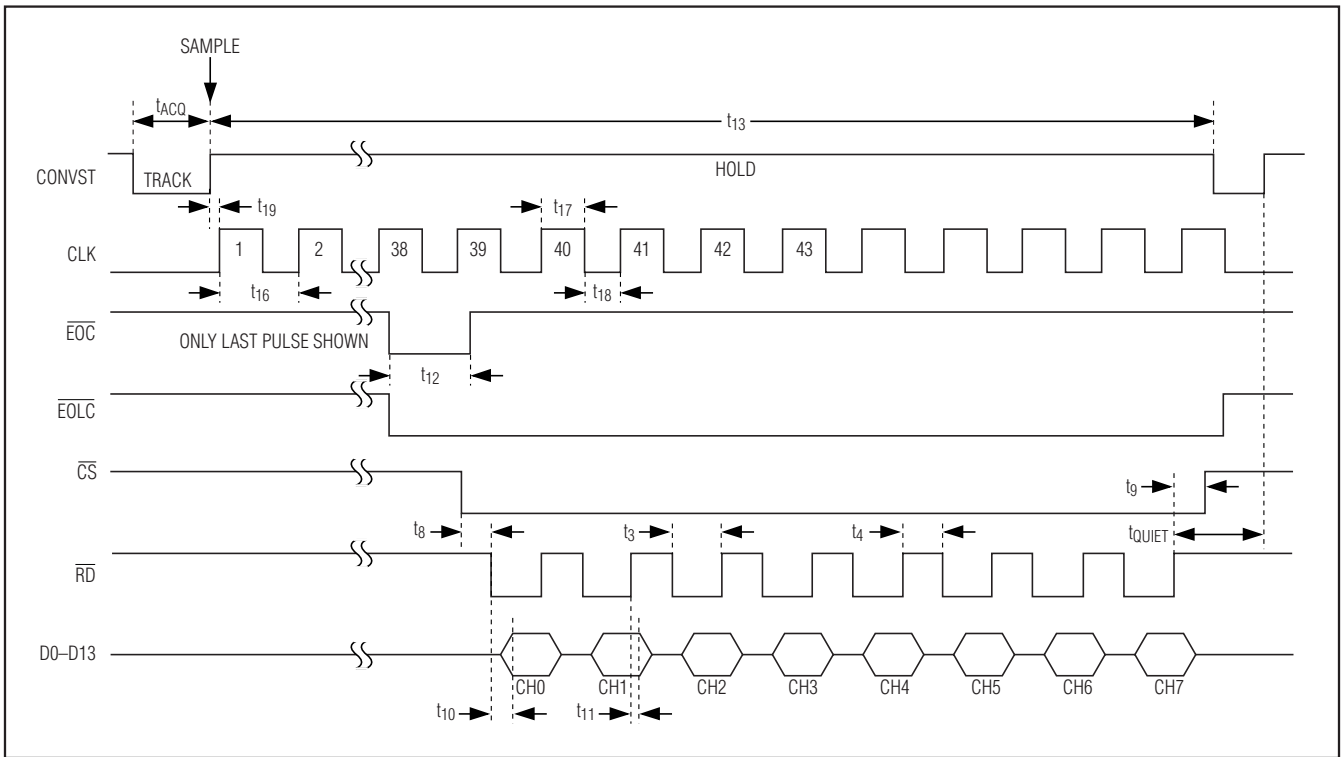 SAMPLE
tACQ
t13
CONVST
TRACK
HOLD
t19
t17
CLK
1 2 38 39 40 41 42 43
t16
t18
EOC
ONLY LAST PULSE SHOWN
t12
EOLC
CS
t9
t8
t3
t4
tQUIET
RD
D0–D13
CH0 CH1 CH2 CH3 CH4 CH5 CH6 CH7
t10
t11